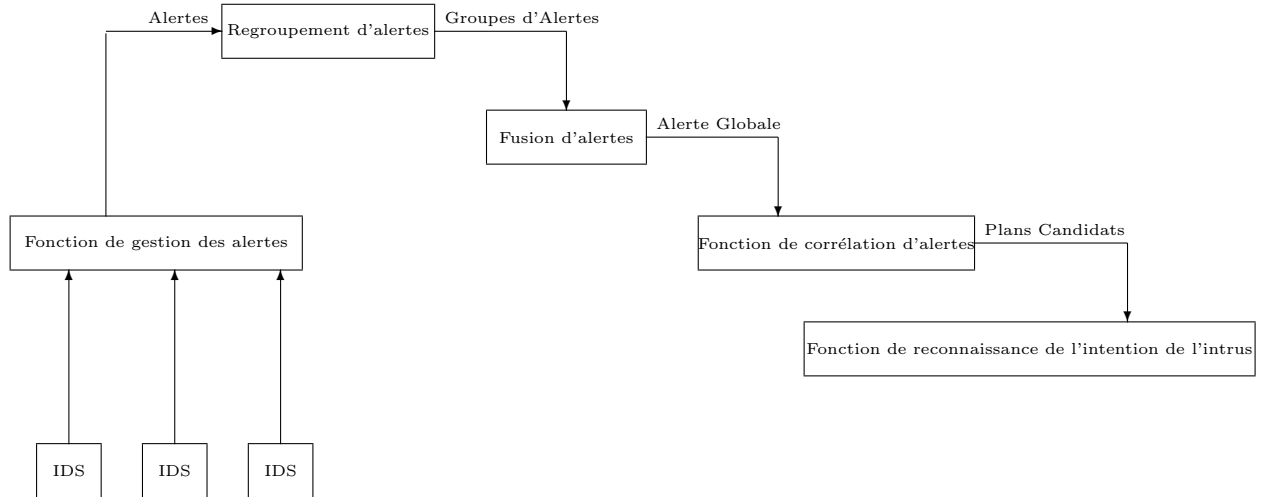 Alertes
Regroupement d'alertes
Groupes d'Alertes
Fusion d'alertes
Alerte Globale
Fonction de gestion des alertes
Fonction de corrélation d'alertes
Plans Candidats
Fonction de reconnaissance de l'intention de l'intrus
IDS
IDS
IDS